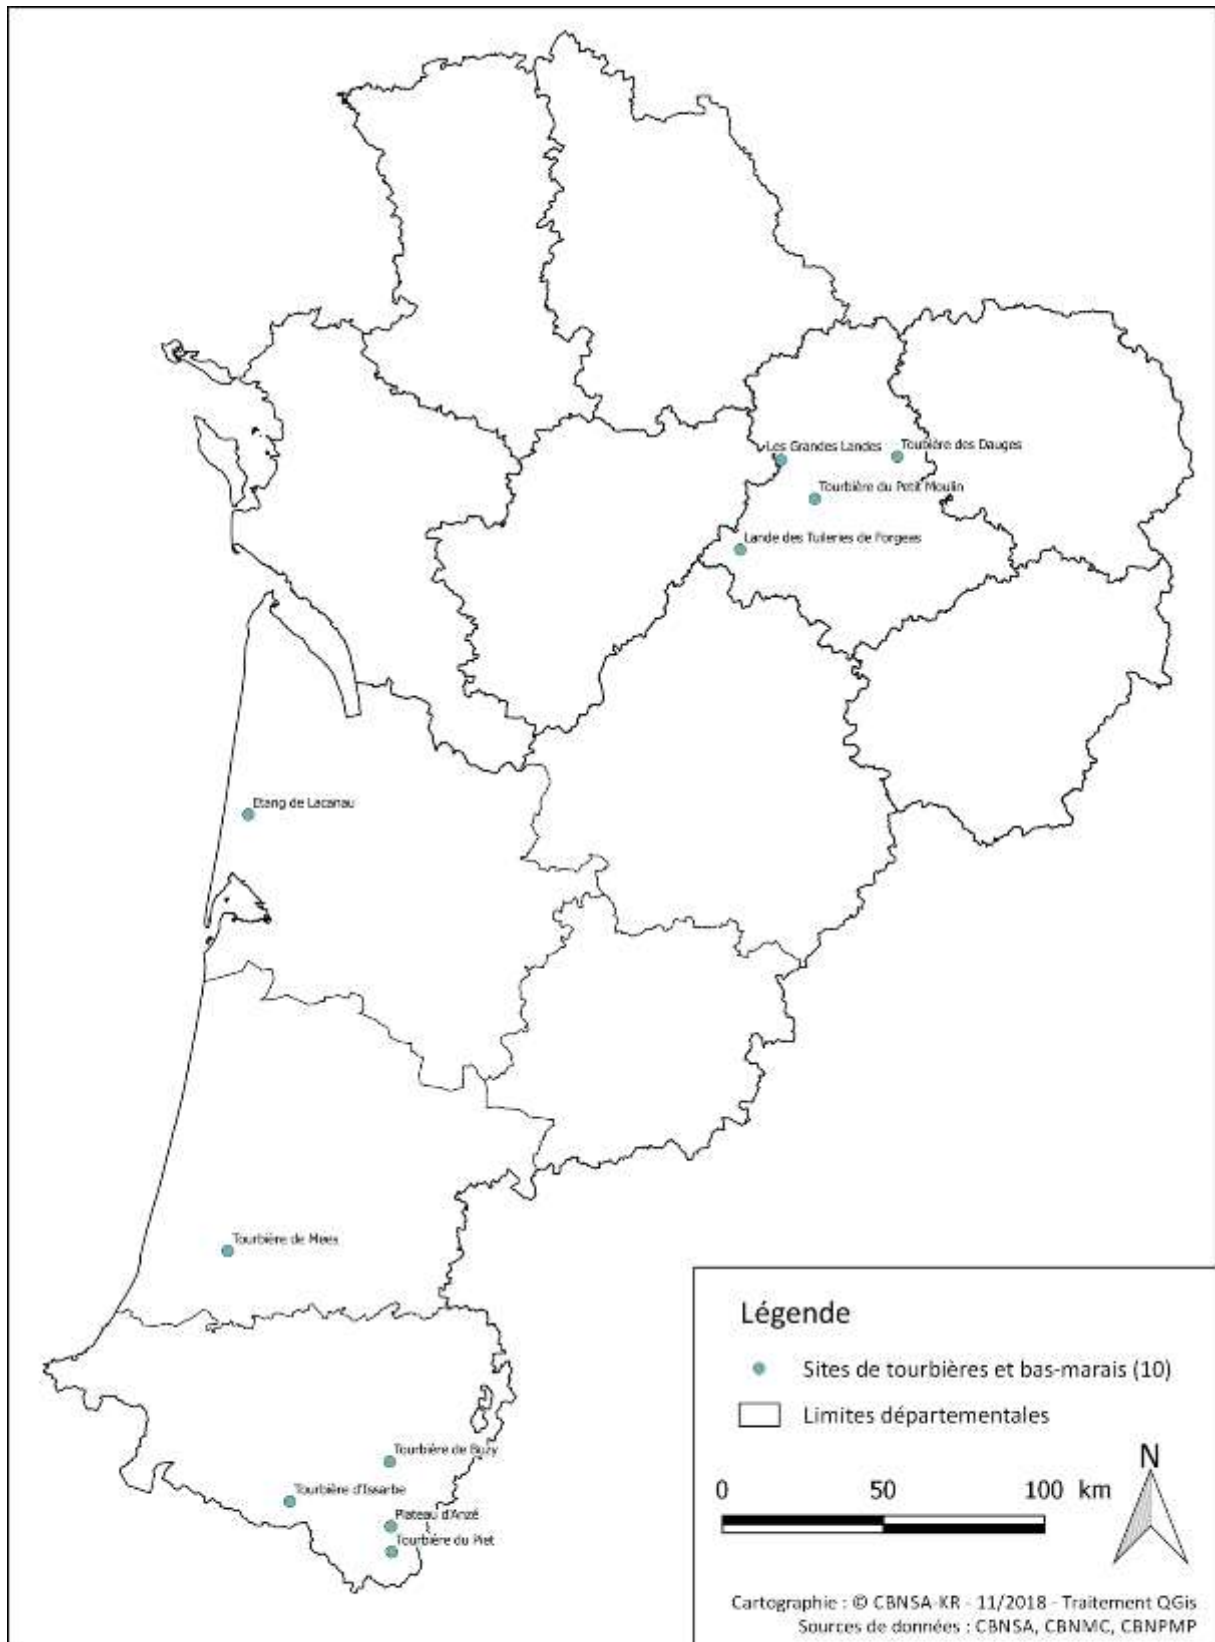 Les Grandes Landes
Tourbière des Dauges
Tourbière du Petit Moulin
Lande des Tuileries de Forgeas
Etang de Lacanau
Tourbière de Mees
Tourbière de Buzy
Tourbière d'Issarbe
Plateau d'Anzé
Tourbière du Piet
Légende
Sites de tourbières et bas-marais (10)
Limites départementales
N
0 50 100 km
Cartographie : © CBNSA-KR - 11/2018 - Traitement QGis
Sources de données : CBNSA, CBNMC, CBNPMP